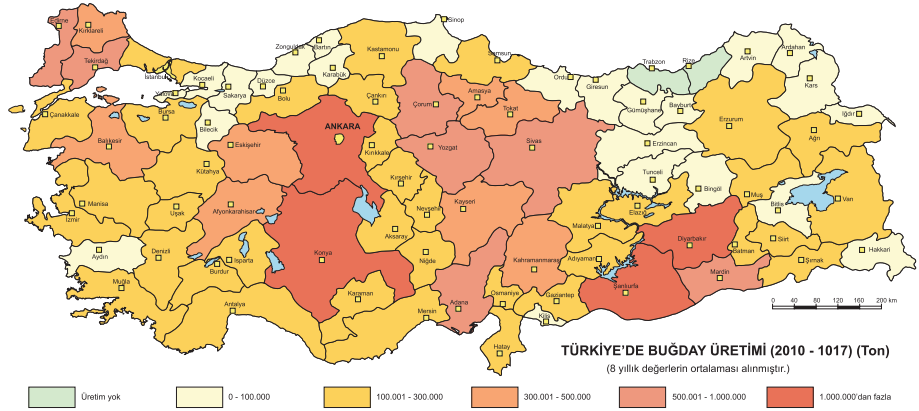 Edirne
Kırklareli
Tekirdağ
İstanbul
Yalova
Kocaeli
Sakarya
Düzce
Bolu
Zonguldak
Bartın
Karabük
Kastamonu
Sinop
Samsun
Ordu
Giresun
Trabzon
Rize
Artvin
Ardahan
Kars
Iğdır
Çanakkale
Bursa
Bilecik
Balıkesir
Kütahya
Eskişehir
ANKARA
Çankırı
Kırıkkale
Çorum
Amasya
Tokat
Yozgat
Sivas
Gümüşhane
Bayburt
Erzincan
Erzurum
Ağrı
Tunceli
Bingöl
Muş
Bitlis
Van
Manisa
İzmir
Uşak
Afyonkarahisar
Kırşehir
Nevşehir
Kayseri
Aksaray
Niğde
Malatya
Elazığ
Diyarbakır
Batman
Siirt
Şırnak
Hakkari
Aydın
Denizli
Muğla
Burdur
Isparta
Antalya
Konya
Karaman
Mersin
Adana
Osmaniye
Kahramanmaraş
Adıyaman
Gaziantep
Kilis
Hatay
Şanlıurfa
Mardin
0 40 80 120 160 200 km
TÜRKİYE'DE BUĞDAY ÜRETİMİ (2010 - 1017) (Ton)
(8 yıllık değerlerin ortalaması alınmıştır.)
Üretim yok
0 - 100.000
100.001 - 300.000
300.001 - 500.000
500.001 - 1.000.000
1.000.000'dan fazla